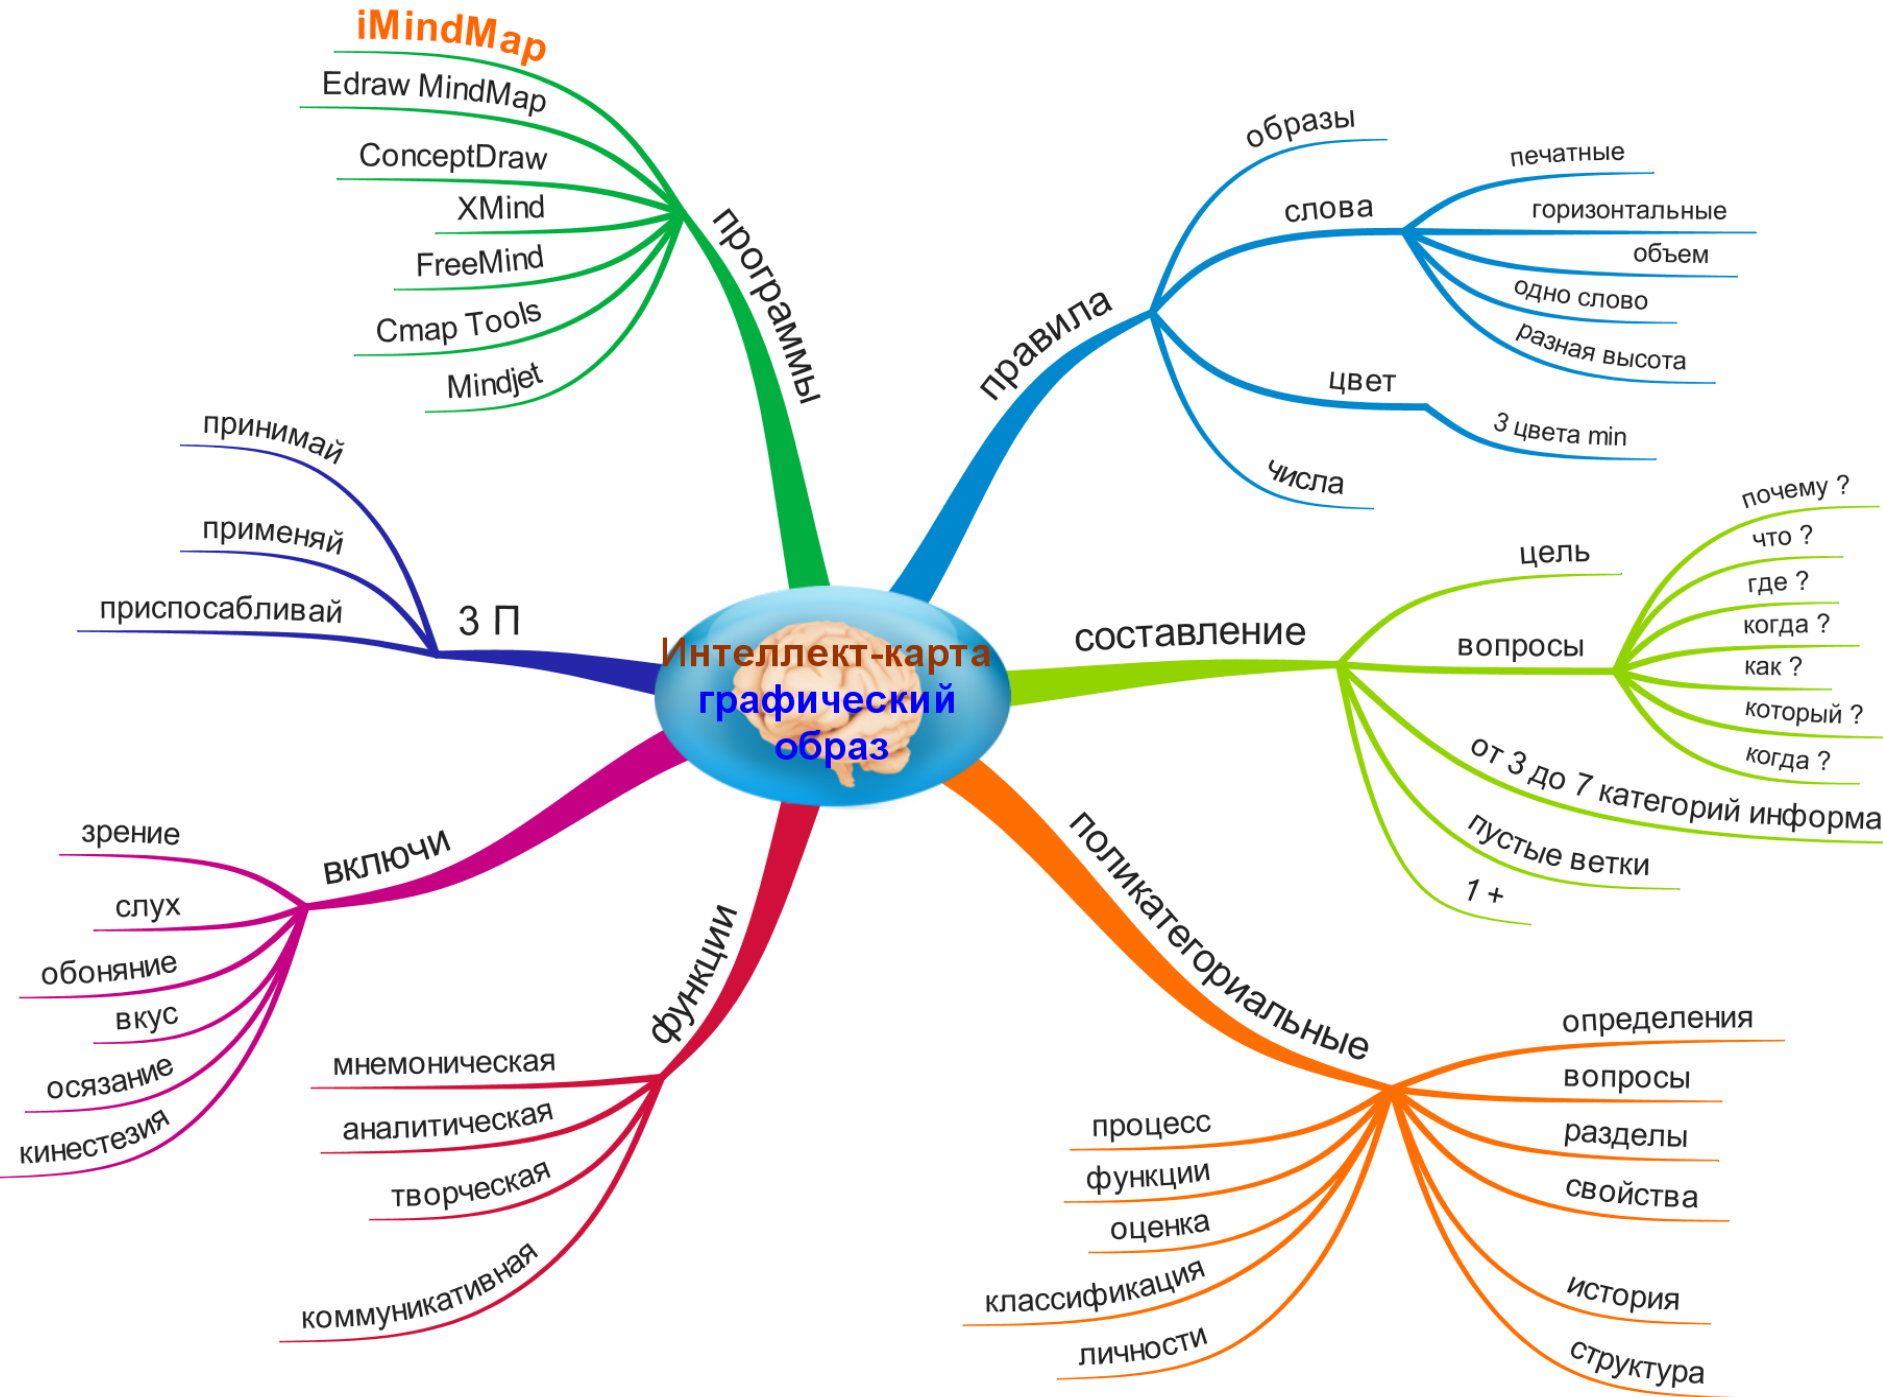 Интеллект-карта
графический
образ
программы
iMindMap
Edraw MindMap
ConceptDraw
XMind
FreeMind
Cmap Tools
Mindjet
правила
образы
слова
печатные
горизонтальные
объем
одно слово
разная высота
цвет
3 цвета min
числа
составление
цель
вопросы
почему ?
что ?
где ?
когда ?
как ?
который ?
когда ?
от 3 до 7 категорий информа
пустые ветки
1 +
поликатегориальные
определения
вопросы
разделы
свойства
история
структура
процесс
функции
оценка
классификация
личности
функции
мнемоническая
аналитическая
творческая
коммуникативная
включи
зрение
слух
обоняние
вкус
осязание
кинестезия
3 П
принимай
применяй
приспосабливай